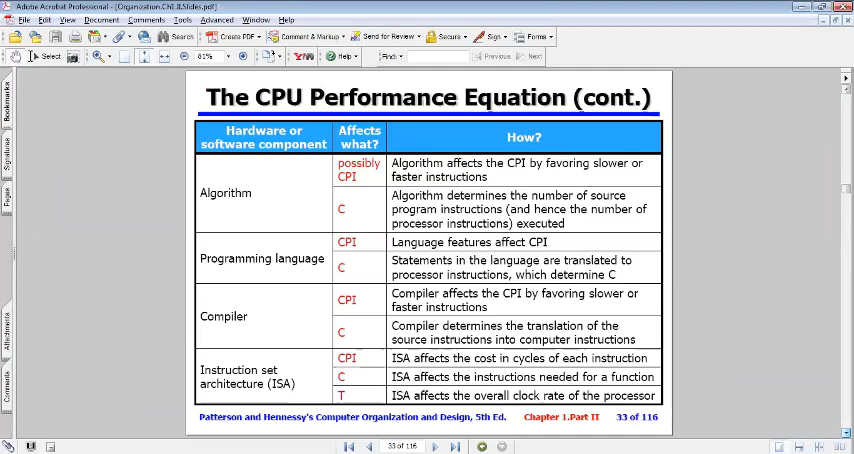 Adobe Acrobat Professional - [Organization.Ch1.8.Slides.pdf]
File Edit View Document Comments Tools Advanced Window Help
Search Create PDF Comment & Markup Send for Review Secure Sign Forms
Select 81% Help Find: Previous Next
Bookmarks
Signatures
Pages
Attachments
Comments
The CPU Performance Equation (cont.)
Hardware or
software component
Affects
what?
How?
Algorithm
possibly
CPI
Algorithm affects the CPI by favoring slower or
faster instructions
C
Algorithm determines the number of source
program instructions (and hence the number of
processor instructions) executed
Programming language
CPI
Language features affect CPI
C
Statements in the language are translated to
processor instructions, which determine C
Compiler
CPI
Compiler affects the CPI by favoring slower or
faster instructions
C
Compiler determines the translation of the
source instructions into computer instructions
Instruction set
architecture (ISA)
CPI
ISA affects the cost in cycles of each instruction
C
ISA affects the instructions needed for a function
T
ISA affects the overall clock rate of the processor
Patterson and Hennessy's Computer Organization and Design, 5th Ed. Chapter 1.Part II 33 of 116
33 of 116